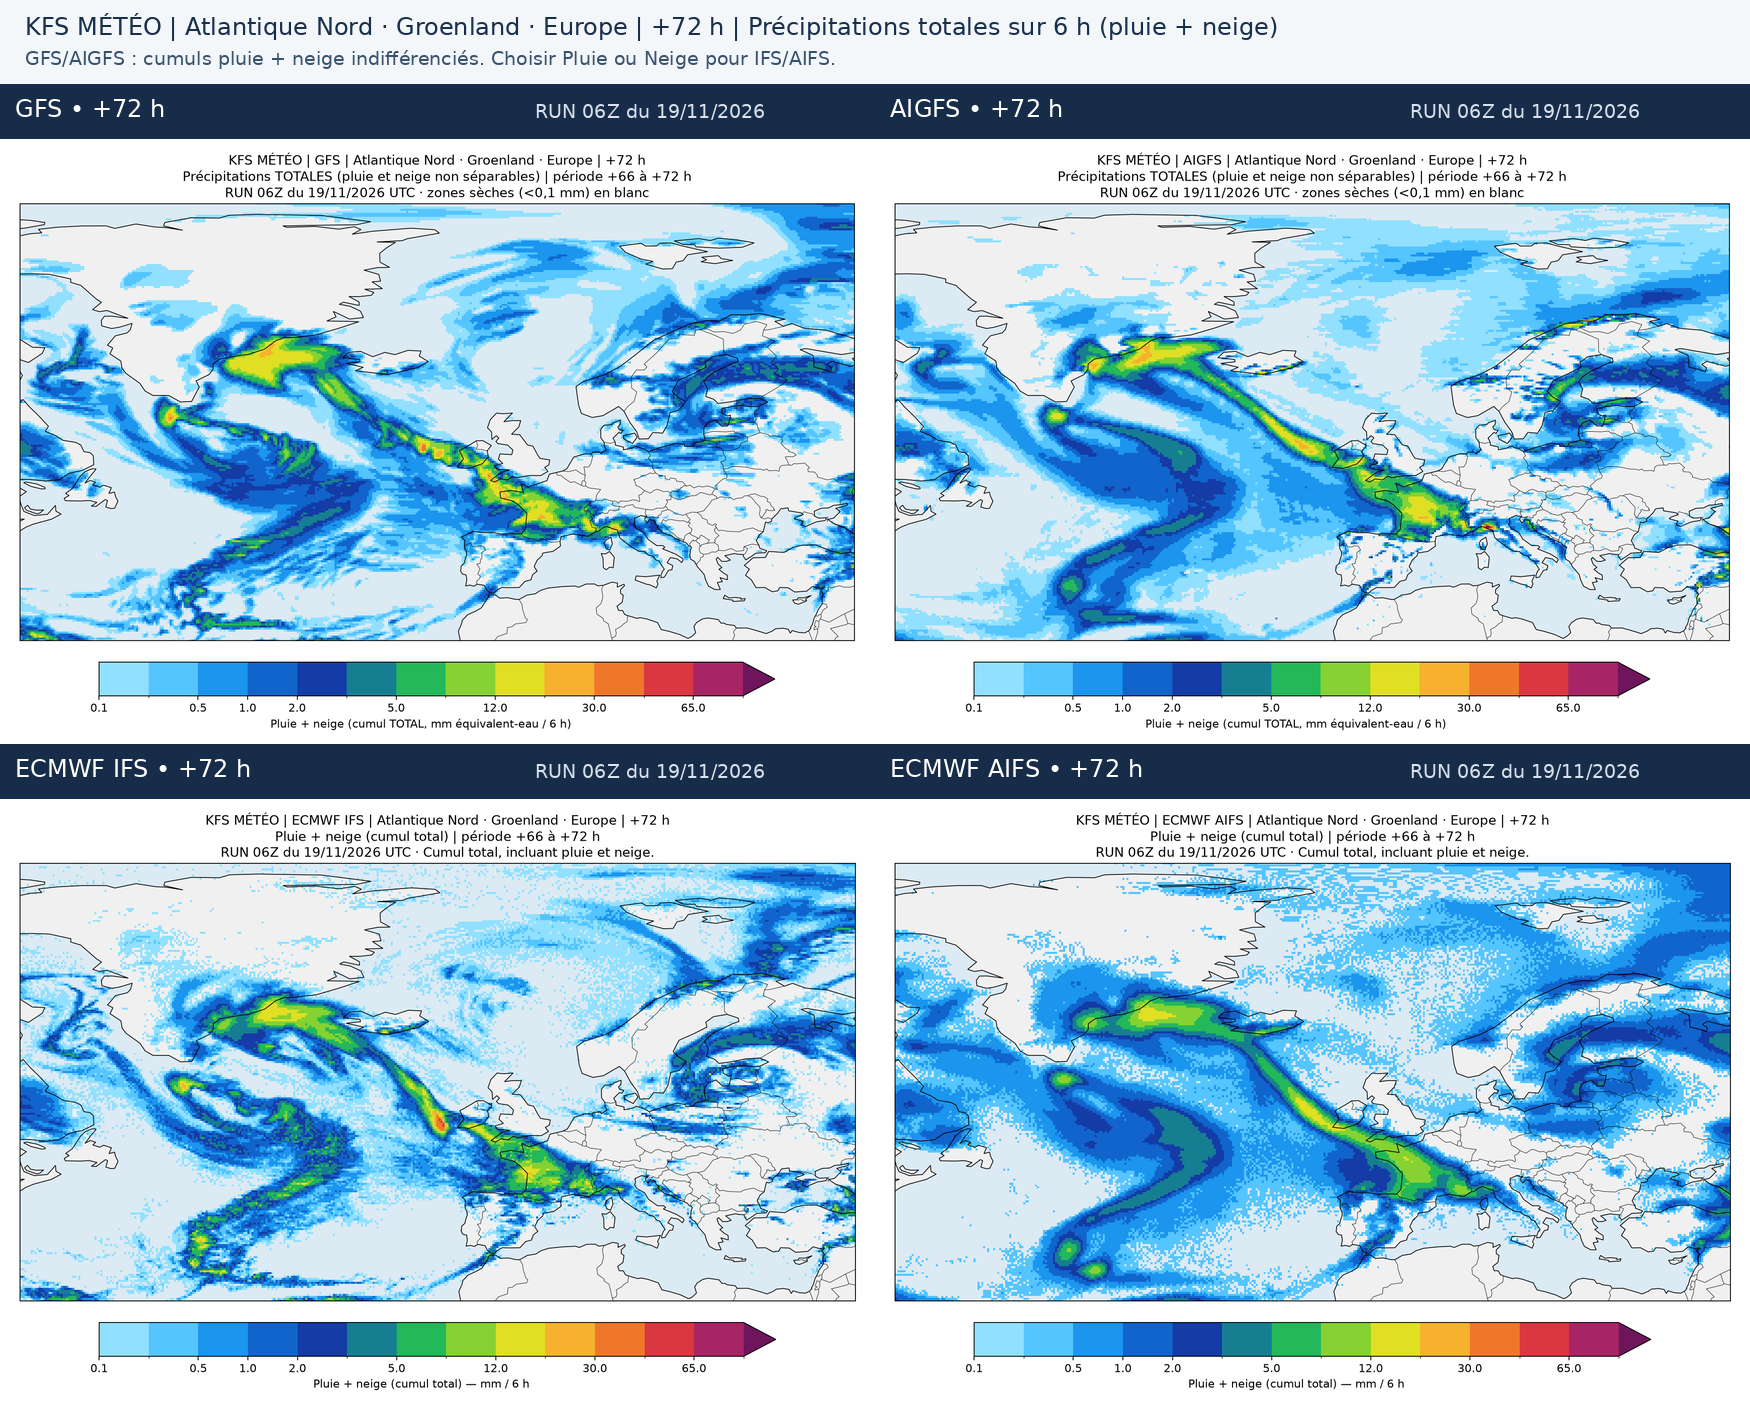 KFS MÉTÉO | Atlantique Nord · Groenland · Europe | +72 h | Précipitations totales sur 6 h (pluie + neige)
GFS/AIGFS : cumuls pluie + neige indifférenciés. Choisir Pluie ou Neige pour IFS/AIFS.
GFS • +72 h
RUN 06Z du 19/11/2026
AIGFS • +72 h
RUN 06Z du 19/11/2026
KFS MÉTÉO | GFS | Atlantique Nord · Groenland · Europe | +72 h
Précipitations TOTALES (pluie et neige non séparables) | période +66 à +72 h
RUN 06Z du 19/11/2026 UTC · zones sèches (<0,1 mm) en blanc
0.1 0.5 1.0 2.0 5.0 12.0 30.0 65.0
Pluie + neige (cumul TOTAL, mm équivalent-eau / 6 h)
KFS MÉTÉO | AIGFS | Atlantique Nord · Groenland · Europe | +72 h
Précipitations TOTALES (pluie et neige non séparables) | période +66 à +72 h
RUN 06Z du 19/11/2026 UTC · zones sèches (<0,1 mm) en blanc
0.1 0.5 1.0 2.0 5.0 12.0 30.0 65.0
Pluie + neige (cumul TOTAL, mm équivalent-eau / 6 h)
ECMWF IFS • +72 h
RUN 06Z du 19/11/2026
ECMWF AIFS • +72 h
RUN 06Z du 19/11/2026
KFS MÉTÉO | ECMWF IFS | Atlantique Nord · Groenland · Europe | +72 h
Pluie + neige (cumul total) | période +66 à +72 h
RUN 06Z du 19/11/2026 UTC · Cumul total, incluant pluie et neige.
0.1 0.5 1.0 2.0 5.0 12.0 30.0 65.0
Pluie + neige (cumul total) — mm / 6 h
KFS MÉTÉO | ECMWF AIFS | Atlantique Nord · Groenland · Europe | +72 h
Pluie + neige (cumul total) | période +66 à +72 h
RUN 06Z du 19/11/2026 UTC · Cumul total, incluant pluie et neige.
0.1 0.5 1.0 2.0 5.0 12.0 30.0 65.0
Pluie + neige (cumul total) — mm / 6 h